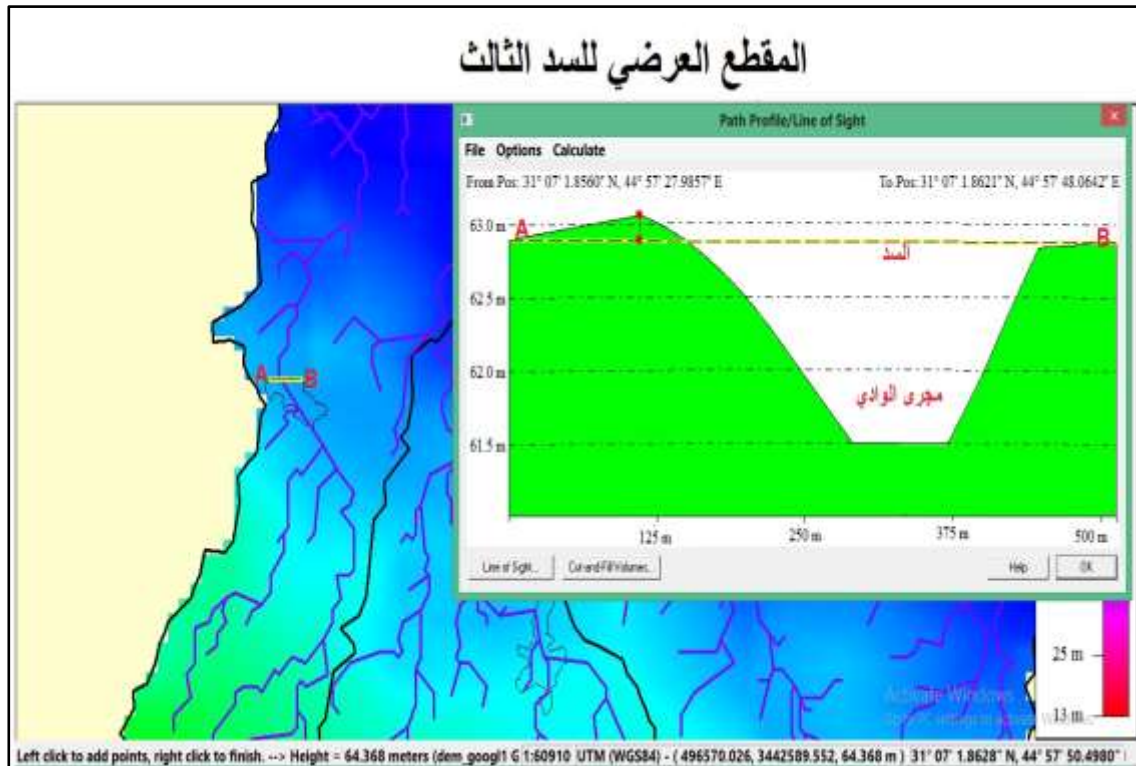 المقطع العرضي للسد الثالث
Path Profile/Line of Sight
File Options Calculate
From Pos: 31° 07' 1.8560" N, 44° 57' 27.9857" E
To Pos: 31° 07' 1.8621" N, 44° 57' 48.0642" E
63.0 m
A
B
السد
62.5 m
62.0 m
مجرى الوادي
61.5 m
125 m
250 m
375 m
500 m
Line of Sight...
Cut-and-Fill Volumes...
Help
OK
A
B
25 m
Activate Windows
13 m
Left click to add points, right click to finish. --> Height = 64.368 meters (dem_googl1 G 1:60910 UTM (WGS84) - ( 496570.026, 3442589.552, 64.368 m ) 31° 07' 1.8628" N, 44° 57' 50.4980"